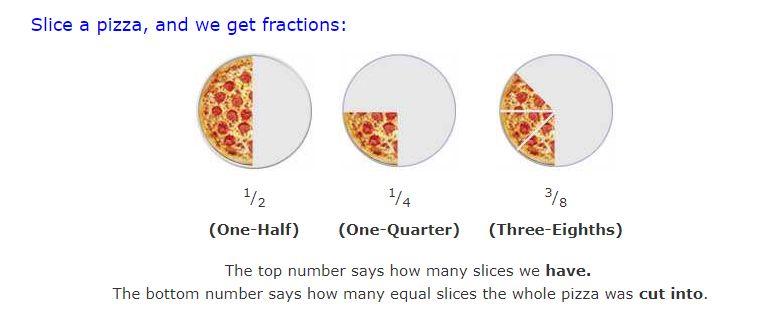 Slice a pizza, and we get fractions:
1/2 1/4 3/8
(One-Half) (One-Quarter) (Three-Eighths)
The top number says how many slices we have.
The bottom number says how many equal slices the whole pizza was cut into.